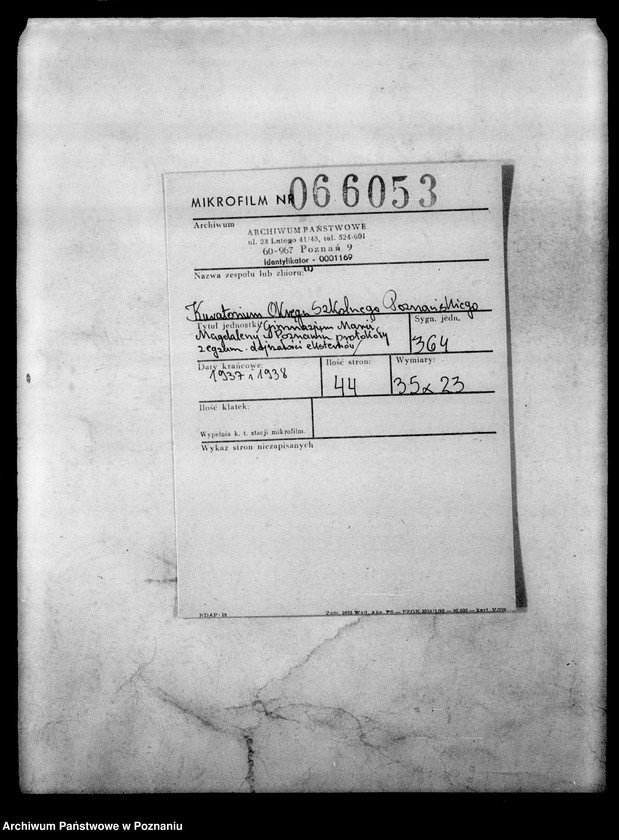 MIKROFILM NR 066053
Archiwum
ARCHIWUM PAŃSTWOWE
ul. 23 Lutego 41/43, tel. 524-601
60-967 Poznań 9
Identyfikator - 0001169
Nazwa zespołu lub zbioru: (1)
Kuratorium Okręgu Szkolnego Poznańskiego
Tytuł jednostki: /Gimnazjum Marii
Magdaleny w Poznaniu protokóły
z egzam. dojrzałości eksternów/
Sygn. jedn.
364
Daty krańcowe:
1937, 1938
Ilość stron:
44
Wymiary:
35x23
Ilość klatek:
Wypełnia k. t. stacji mikrofilm.
Wykaz stron niezapisanych
NDAP-18
Archiwum Państwowe w Poznaniu